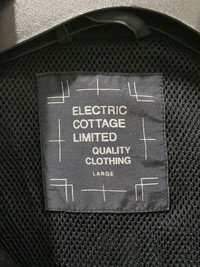 ELECTRIC
COTTAGE
LIMITED
QUALITY
CLOTHING
LARGE